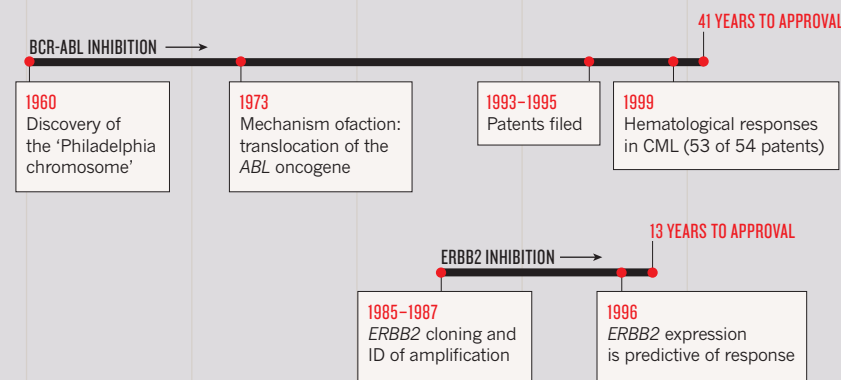 41 YEARS TO APPROVAL
BCR-ABL INHIBITION
1960
Discovery of
the ‘Philadelphia
chromosome’
1973
Mechanism ofaction:
translocation of the
ABL oncogene
1993–1995
Patents filed
1999
Hematological responses
in CML (53 of 54 patents)
13 YEARS TO APPROVAL
ERBB2 INHIBITION
1985–1987
ERBB2 cloning and
ID of amplification
1996
ERBB2 expression
is predictive of response